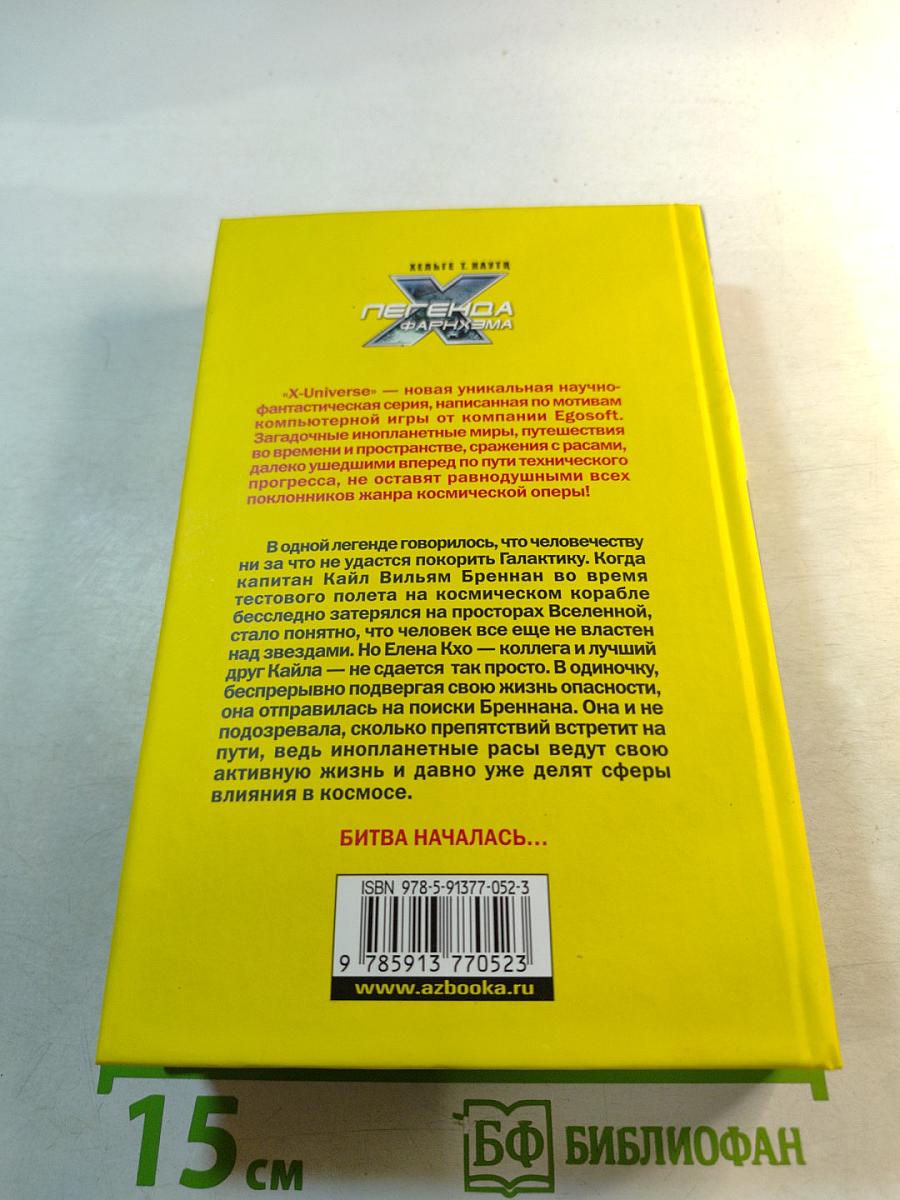 ХЕЛЬГЕ Т. КАУТЦ
X
ЛЕГЕНДА
ФАРНХЭМА
«X-Universe» — новая уникальная научно-
фантастическая серия, написанная по мотивам
компьютерной игры от компании Egosoft.
Загадочные инопланетные миры, путешествия
во времени и пространстве, сражения с расами,
далеко ушедшими вперед по пути технического
прогресса, не оставят равнодушными всех
поклонников жанра космической оперы!
В одной легенде говорилось, что человечеству
ни за что не удастся покорить Галактику. Когда
капитан Кайл Вильям Бреннан во время
тестового полета на космическом корабле
бесследно затерялся на просторах Вселенной,
стало понятно, что человек все еще не властен
над звездами. Но Елена Кхо — коллега и лучший
друг Кайла — не сдается так просто. В одиночку,
беспрерывно подвергая свою жизнь опасности,
она отправилась на поиски Бреннана. Она и не
подозревала, сколько препятствий встретит на
пути, ведь инопланетные расы ведут свою
активную жизнь и давно уже делят сферы
влияния в космосе.
БИТВА НАЧАЛАСЬ...
ISBN 978-5-91377-052-3
9 785913 770523
www.azbooka.ru
15 см
БФ БИБЛИОФАН